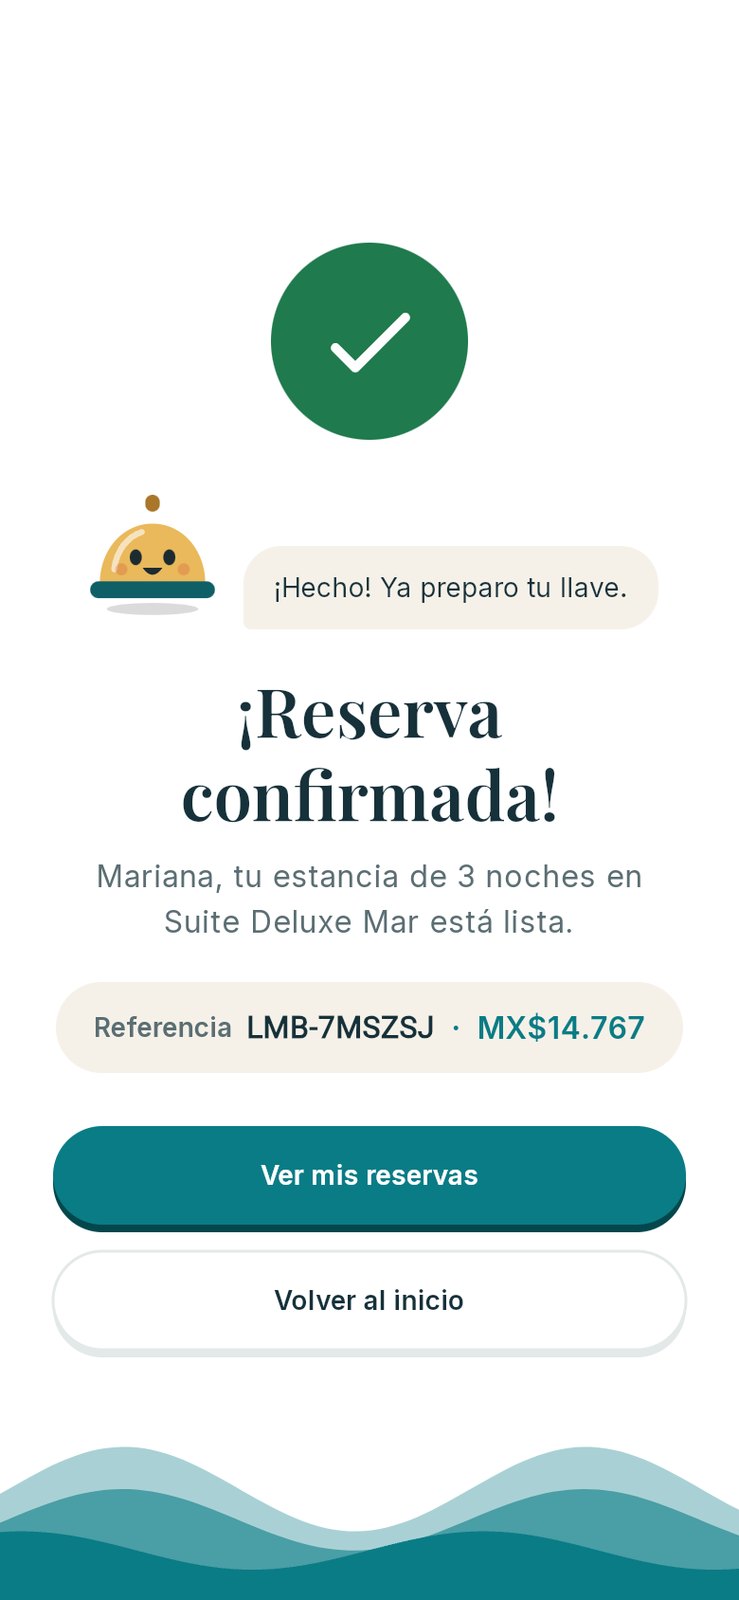 ¡Hecho! Ya preparo tu llave.
¡Reserva
confirmada!
Mariana, tu estancia de 3 noches en
Suite Deluxe Mar está lista.
Referencia LMB-7MSZSJ · MX$14.767
Ver mis reservas
Volver al inicio